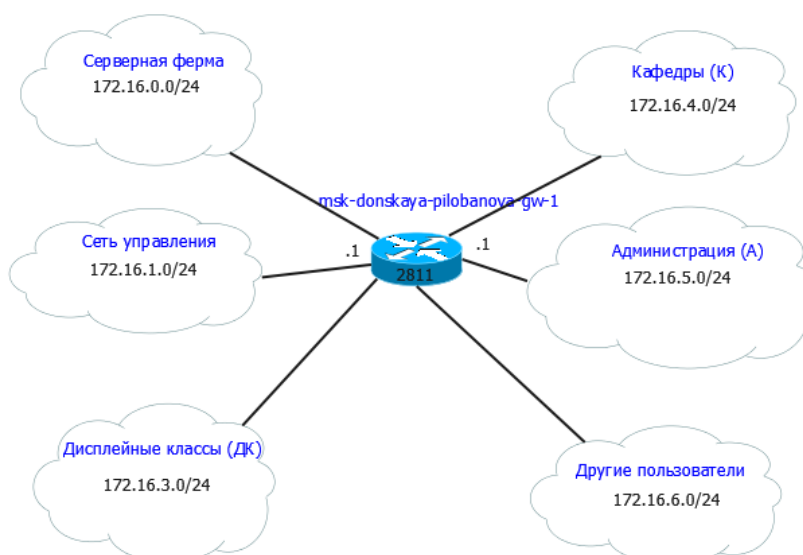 Серверная ферма
172.16.0.0/24
Кафедры (К)
172.16.4.0/24
msk-donskaya-pilobanova-gw-1
Сеть управления
172.16.1.0/24
.1
.1
2811
Администрация (А)
172.16.5.0/24
Дисплейные классы (ДК)
172.16.3.0/24
Другие пользователи
172.16.6.0/24